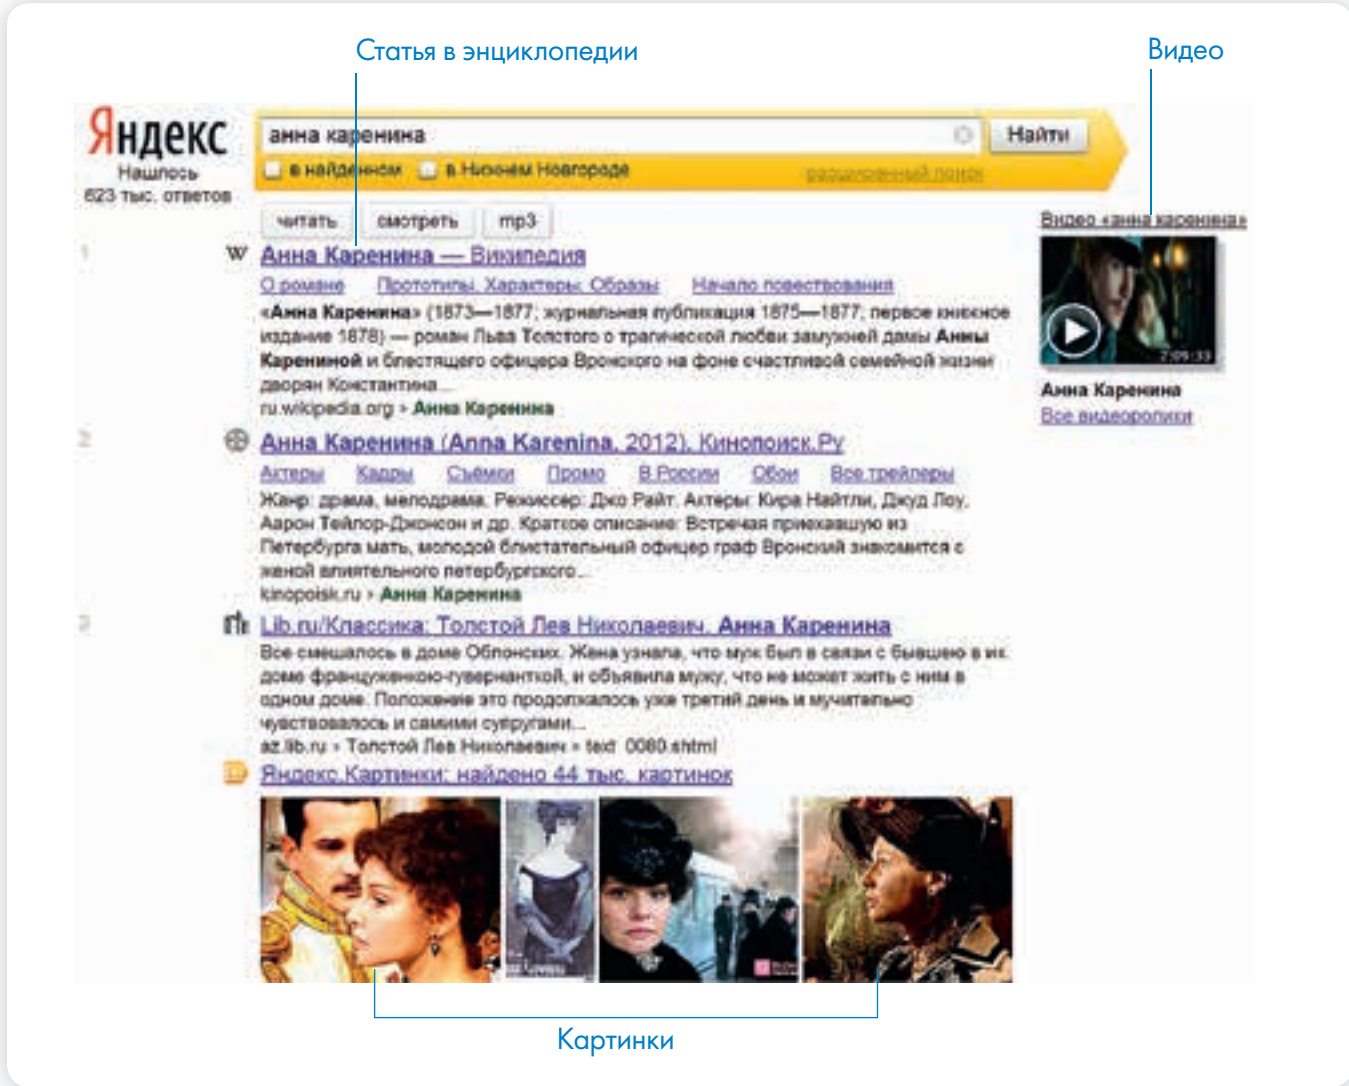 Статья в энциклопедии
Видео
Яндекс
Нашлось
623 тыс. ответов
анна каренина
Найти
в найденном
в Нижнем Новгороде
расширенный поиск
читать
смотреть
mp3
1
W Анна Каренина — Википедия
О романе Прототипы. Характеры. Образы Начало повествования
«Анна Каренина» (1873—1877; журнальная публикация 1875—1877; первое книжное
издание 1878) — роман Льва Толстого о трагической любви замужней дамы Анны
Карениной и блестящего офицера Вронского на фоне счастливой семейной жизни
дворян Константина...
ru.wikipedia.org › Анна Каренина
2
Анна Каренина (Anna Karenina, 2012). Кинопоиск.Ру
Актеры Кадры Съёмки Промо В России Обои Все трейлеры
Жанр: драма, мелодрама. Режиссер: Джо Райт. Актеры: Кира Найтли, Джуд Лоу,
Аарон Тейлор-Джонсон и др. Краткое описание: Встречая приехавшую из
Петербурга мать, молодой блистательный офицер граф Вронский знакомится с
женой влиятельного петербургского...
kinopoisk.ru › Анна Каренина
3
Lib.ru/Классика: Толстой Лев Николаевич. Анна Каренина
Все смешалось в доме Облонских. Жена узнала, что муж был в связи с бывшею в их
доме француженкою-гувернанткой, и объявила мужу, что не может жить с ним в
одном доме. Положение это продолжалось уже третий день и мучительно
чувствовалось и самими супругами...
az.lib.ru › Толстой Лев Николаевич › text_0080.shtml
Яндекс.Картинки: найдено 44 тыс. картинок
Видео «анна каренина»
2:09:33
Анна Каренина
Все видеоролики
Картинки